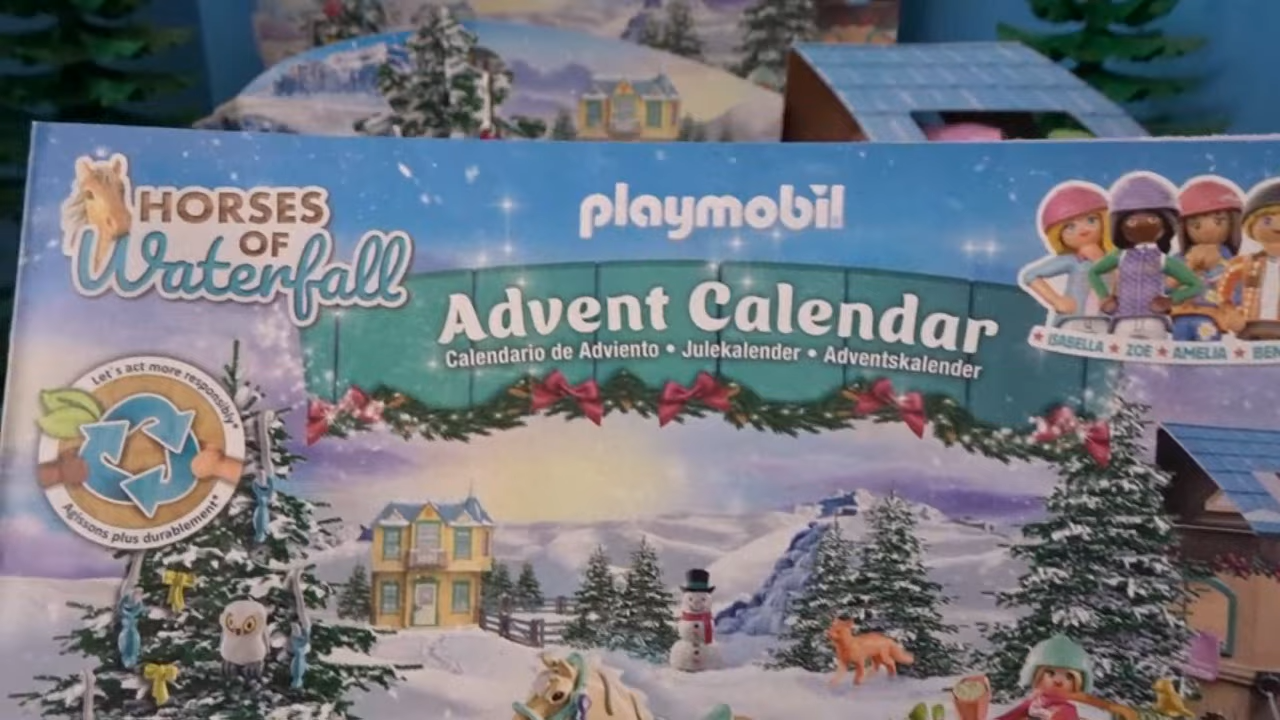 HORSES
OF
Waterfall
playmobil
Advent Calendar
Calendario de Adviento • Julekalender • Adventskalender
ISABELLA ★ ZOE ★ AMELIA ★ BEN
Let's act more responsibly*
Agissons plus durablement*